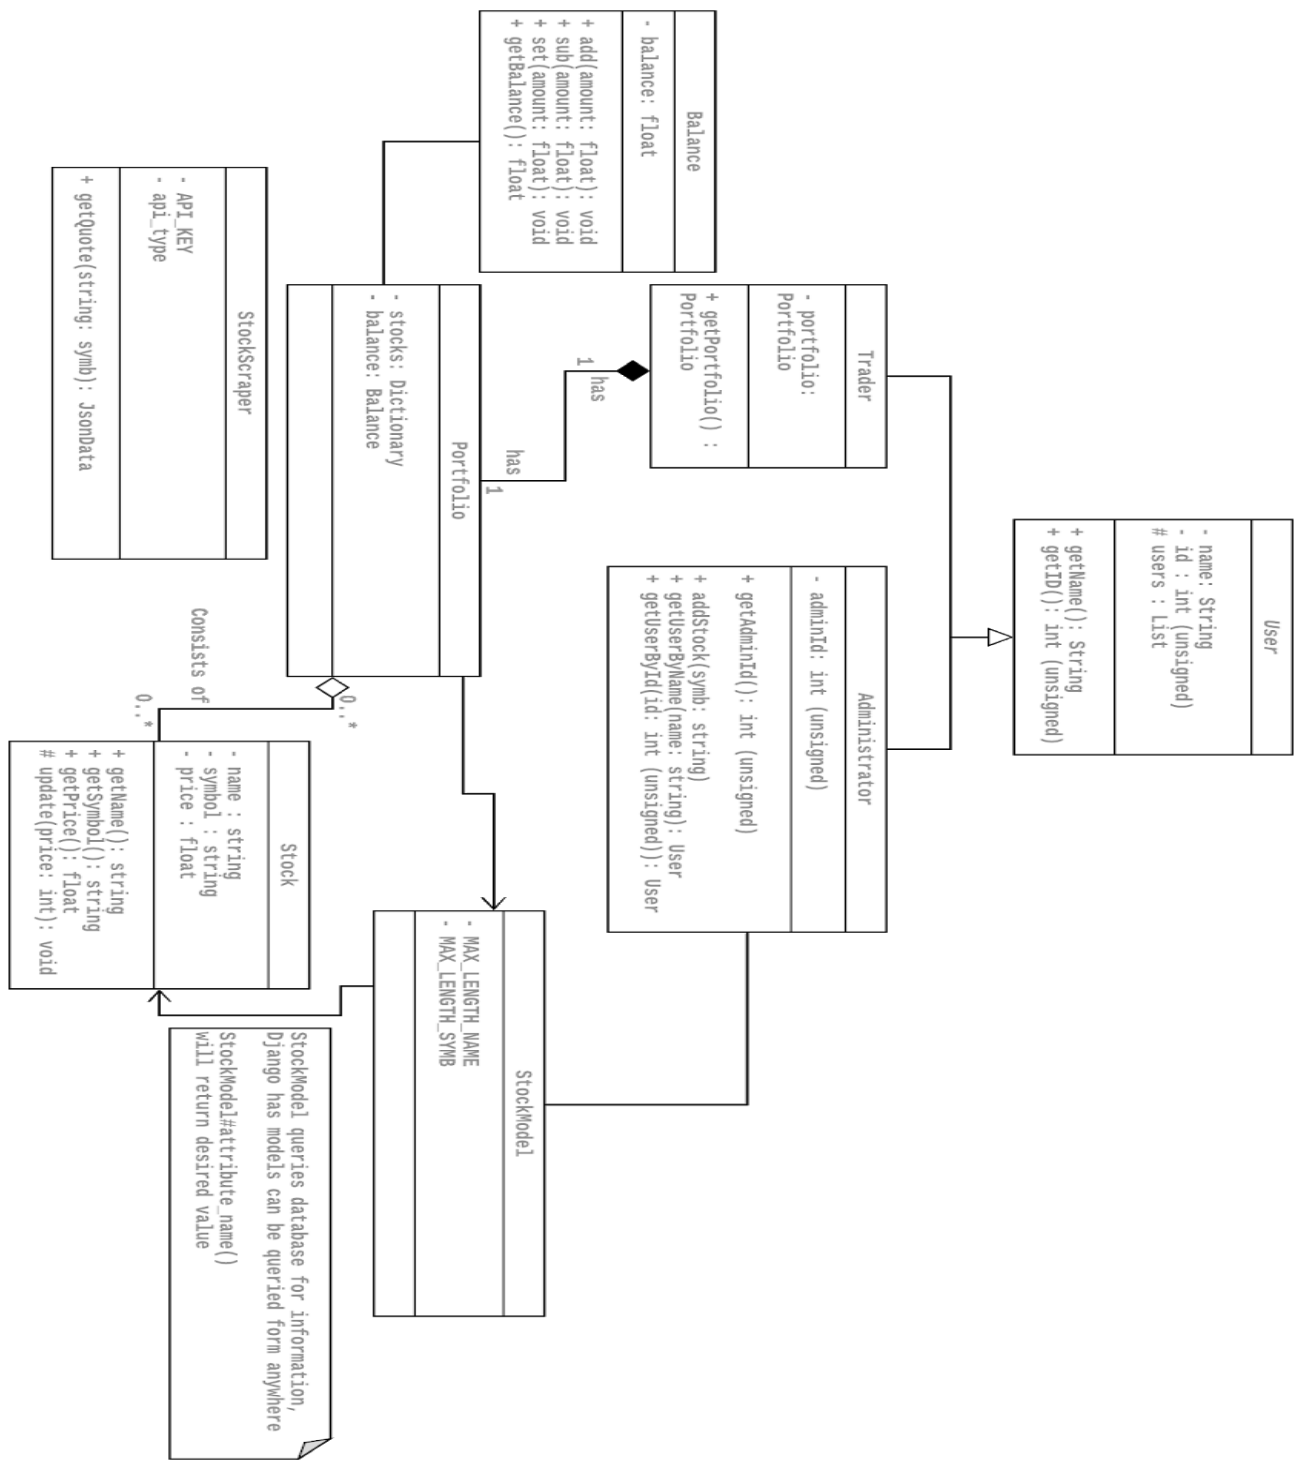 User
- name: String
- id : int (unsigned)
# users : List
+ getName(): String
+ getID(): int (unsigned)
Trader
- portfolio:
Portfolio
+ getPortfolio() :
Portfolio
Administrator
- adminId: int (unsigned)
+ getAdminId(): int (unsigned)
+ addStock(symb: string)
+ getUserByName(name: string): User
+ getUserById(id: int (unsigned)): User
Balance
- balance: float
+ add(amount: float): void
+ sub(amount: float): void
+ set(amount: float): void
+ getBalance(): float
has
1
has
1
Portfolio
- stocks: Dictionary
- balance: Balance
StockModel
- MAX_LENGTH_NAME
- MAX_LENGTH_SYMB
StockScraper
- API_KEY
- api_type
+ getQuote(string: symb): JsonData
0..*
Consists of
0..*
Stock
- name : string
- symbol : string
- price : float
+ getName(): string
+ getSymbol(): string
+ getPrice(): float
# update(price: int): void
StockModel queries database for information,
Django has models can be queried form anywhere
StockModel#attribute_name()
will return desired value